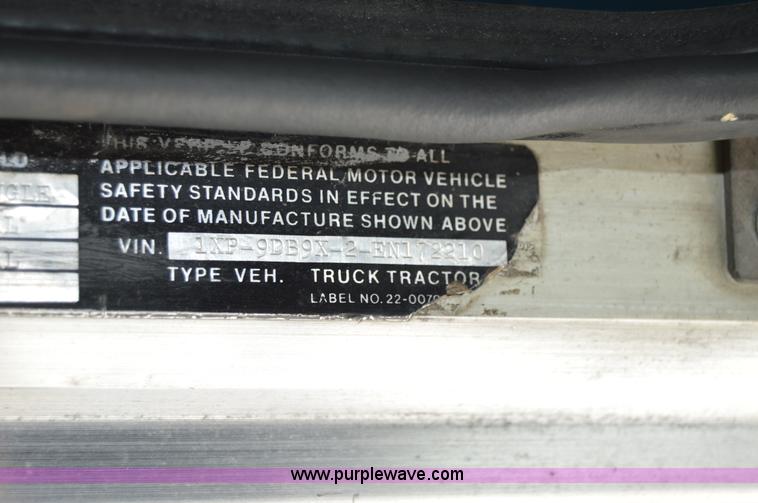 THIS VEHICLE CONFORMS TO ALL
APPLICABLE FEDERAL MOTOR VEHICLE
SAFETY STANDARDS IN EFFECT ON THE
DATE OF MANUFACTURE SHOWN ABOVE
VIN. 1XP-9DB9X-2-EN172210
TYPE VEH. TRUCK TRACTOR
LABEL NO. 22-007
www.purplewave.com